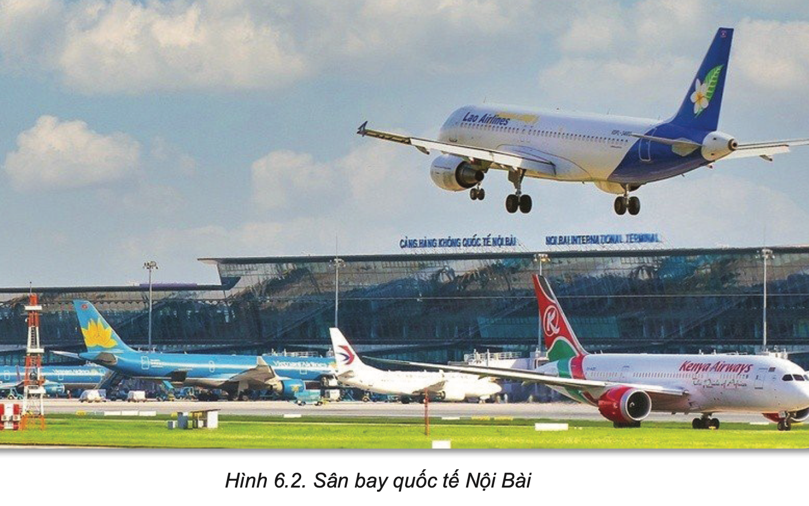 Lao Airlines
CẢNG HÀNG KHÔNG QUỐC TẾ NỘI BÀI
NOI BAI INTERNATIONAL TERMINAL
Kenya Airways
Hình 6.2. Sân bay quốc tế Nội Bài